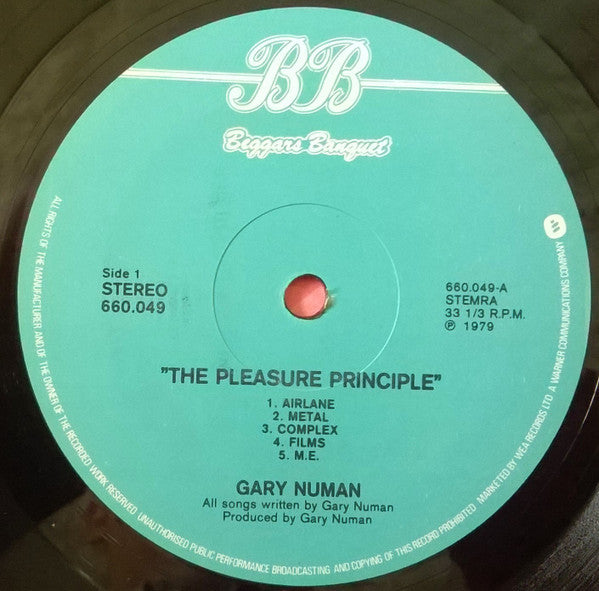 BB
Beggars Banquet
Side 1
STEREO
660.049
660.049-A
STEMRA
33 1/3 R.P.M.
℗ 1979
"THE PLEASURE PRINCIPLE"
1. AIRLANE
2. METAL
3. COMPLEX
4. FILMS
5. M.E.
GARY NUMAN
All songs written by Gary Numan
Produced by Gary Numan
ALL RIGHTS OF THE MANUFACTURER AND OF THE OWNER OF THE RECORDED WORK RESERVED. UNAUTHORISED PUBLIC PERFORMANCE BROADCASTING AND COPYING OF THIS RECORD PROHIBITED. MARKETED BY WEA RECORDS LTD. A WARNER COMMUNICATIONS COMPANY